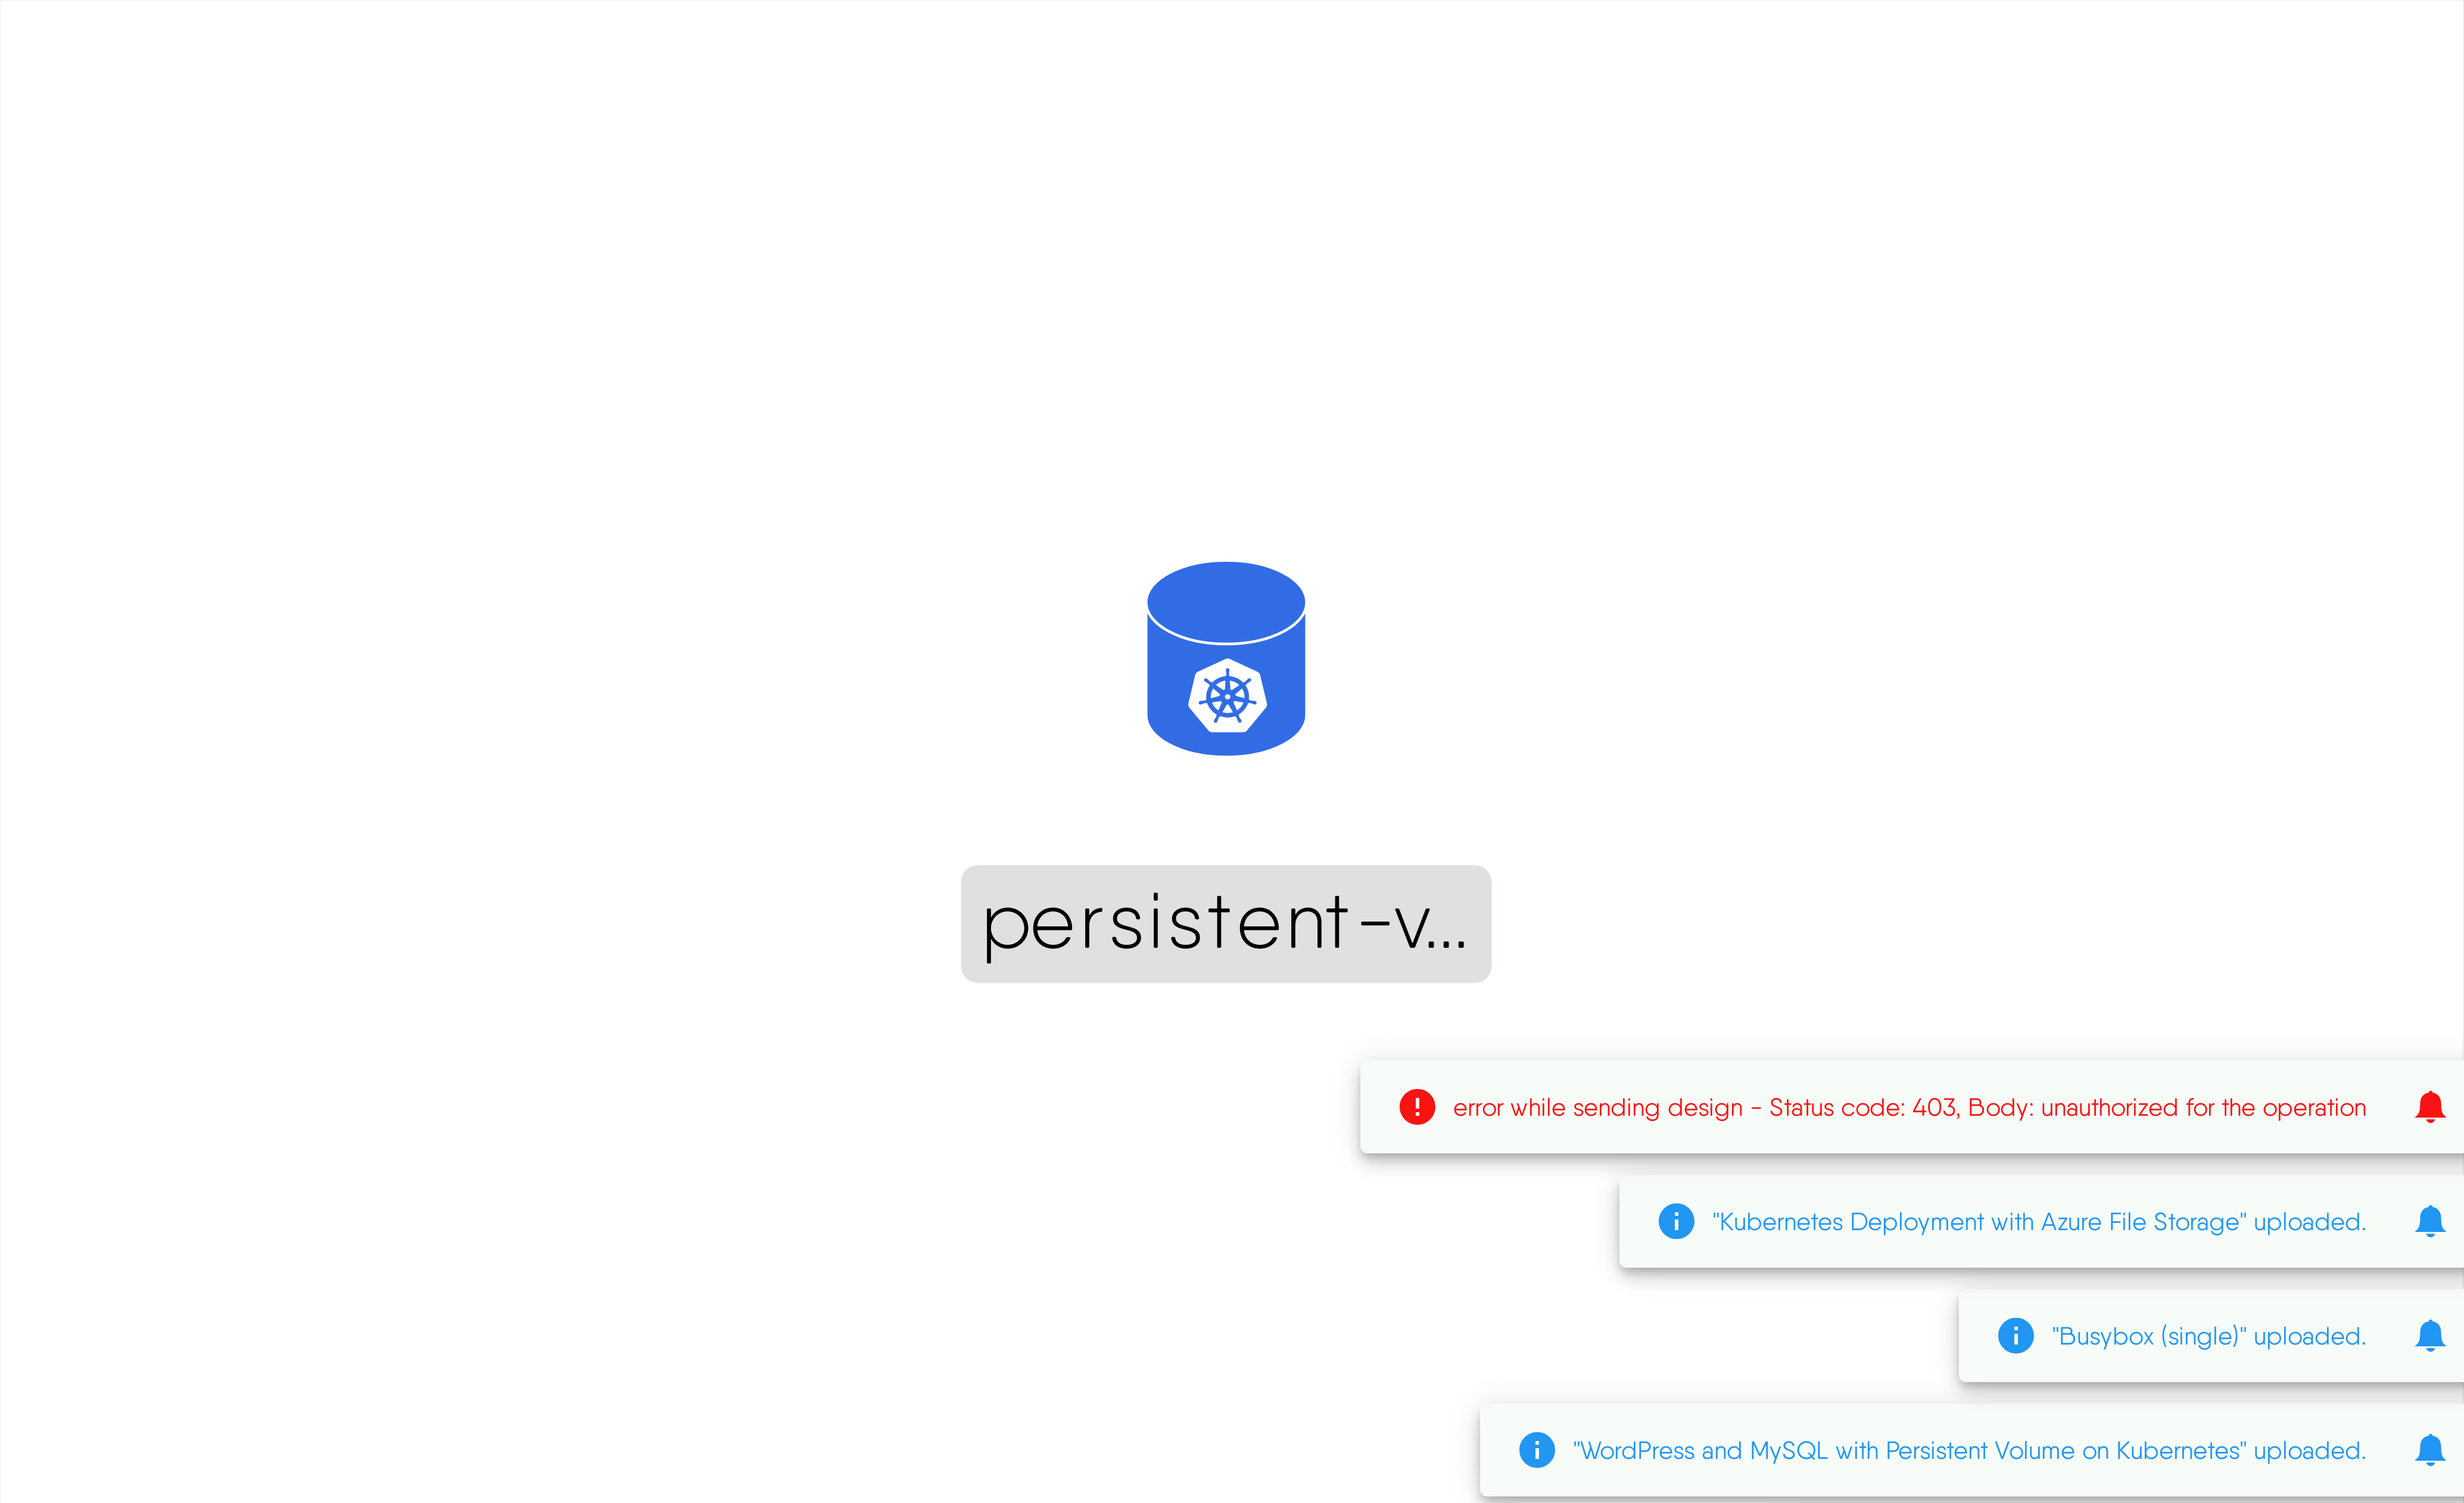 persistent-v...
error while sending design - Status code: 403, Body: unauthorized for the operation
"Kubernetes Deployment with Azure File Storage" uploaded.
"Busybox (single)" uploaded.
"WordPress and MySQL with Persistent Volume on Kubernetes" uploaded.